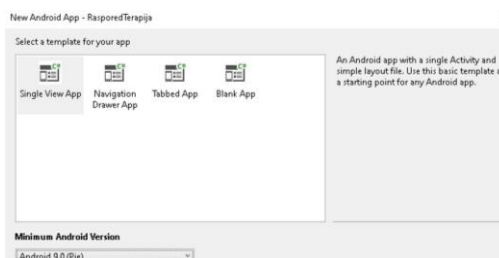 New Android App - RasporedTerapija
Select a template for your app
Single View App
Navigation
Drawer App
Tabbed App
Blank App
An Android app with a single Activity and
simple layout file. Use this basic template a
a starting point for any Android app.
Minimum Android Version
Android 9.0 (Pie)